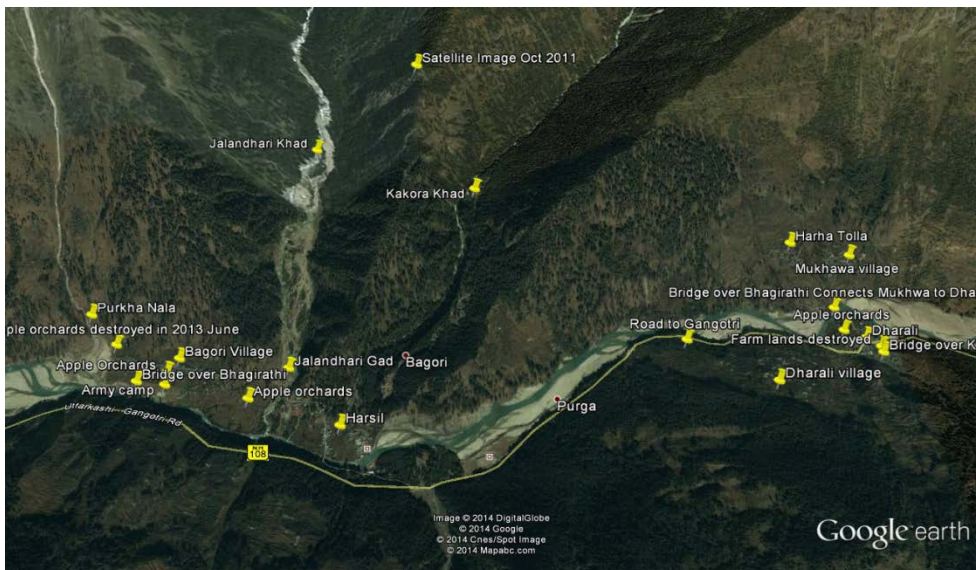 Satellite Image Oct 2011
Jalandhari Khad
Kakora Khad
Harha Tolla
Mukhawa village
Bridge over Bhagirathi Connects Mukhwa to Dha
Purkha Nala
Apple orchards
Road to Gangotri
Dharali
ple orchards destroyed in 2013 June
Farm lands destroyed
Bridge over K
Bagori Village
Bagori
Apple Orchards
Jalandhari Gad
Bridge over Bhagirathi
Dharali village
Army camp
Apple orchards
Purga
Uttarkashi - Gangotri Rd
Harsil
NH
108
Image © 2014 DigitalGlobe
© 2014 Google
© 2014 Cnes/Spot Image
© 2014 Mapabc.com
Google earth